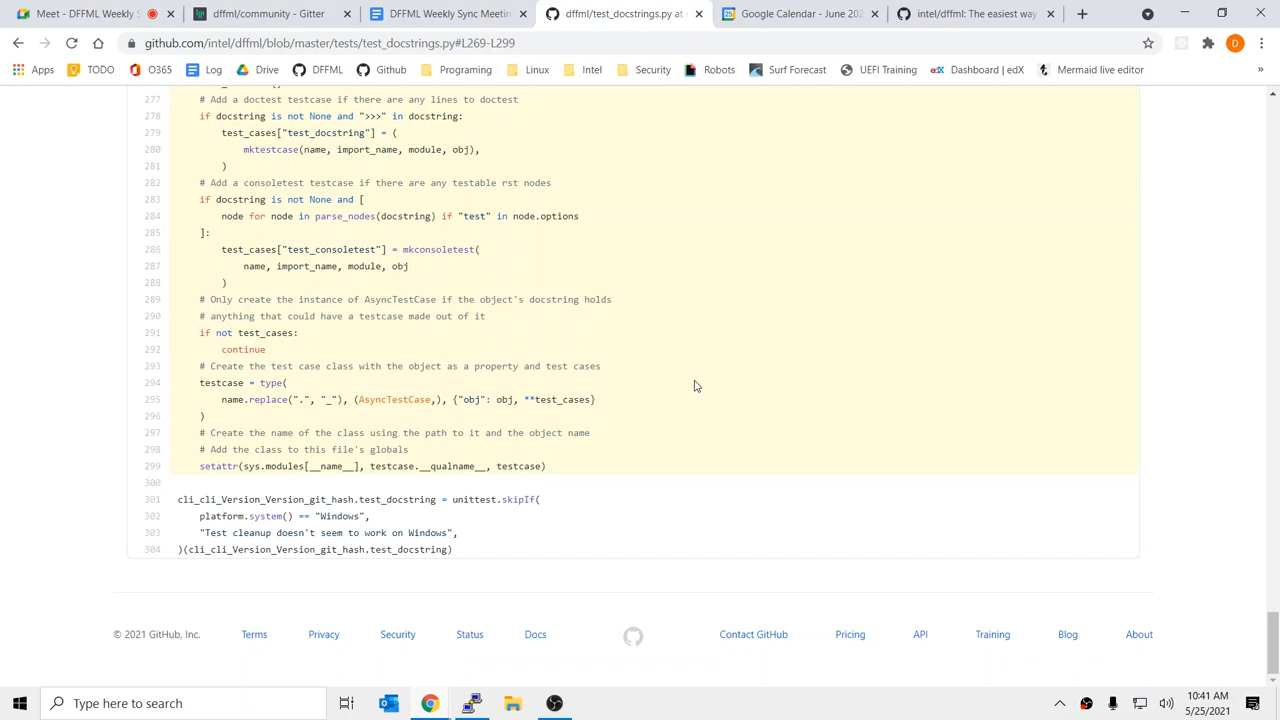 Meet - DFFML Weekly S
dffml/community - Gitter
DFFML Weekly Sync Meeting
dffml/test_docstrings.py at
Google Calendar - June 202
intel/dffml: The easiest way
github.com/intel/dffml/blob/master/tests/test_docstrings.py#L269-L299
D
Apps
TODO
O365
Log
Drive
DFFML
Github
Programing
Linux
Intel
Security
Robots
Surf Forecast
UEFI Training
edX
Dashboard | edX
Mermaid live editor
»
277 # Add a doctest testcase if there are any lines to doctest
278 if docstring is not None and ">>>" in docstring:
279 test_cases["test_docstring"] = (
280 mktestcase(name, import_name, module, obj),
281 )
282 # Add a consoletest testcase if there are any testable rst nodes
283 if docstring is not None and [
284 node for node in parse_nodes(docstring) if "test" in node.options
285 ]:
286 test_cases["test_consoletest"] = mkconsoletest(
287 name, import_name, module, obj
288 )
289 # Only create the instance of AsyncTestCase if the object's docstring holds
290 # anything that could have a testcase made out of it
291 if not test_cases:
292 continue
293 # Create the test case class with the object as a property and test cases
294 testcase = type(
295 name.replace(".", "_"), (AsyncTestCase,), {"obj": obj, **test_cases}
296 )
297 # Create the name of the class using the path to it and the object name
298 # Add the class to this file's globals
299 setattr(sys.modules[__name__], testcase.__qualname__, testcase)
300
301 cli_cli_Version_Version_git_hash.test_docstring = unittest.skipIf(
302 platform.system() == "Windows",
303 "Test cleanup doesn't seem to work on Windows",
304 )(cli_cli_Version_Version_git_hash.test_docstring)
© 2021 GitHub, Inc.
Terms
Privacy
Security
Status
Docs
Contact GitHub
Pricing
API
Training
Blog
About
Type here to search
10:41 AM
5/25/2021